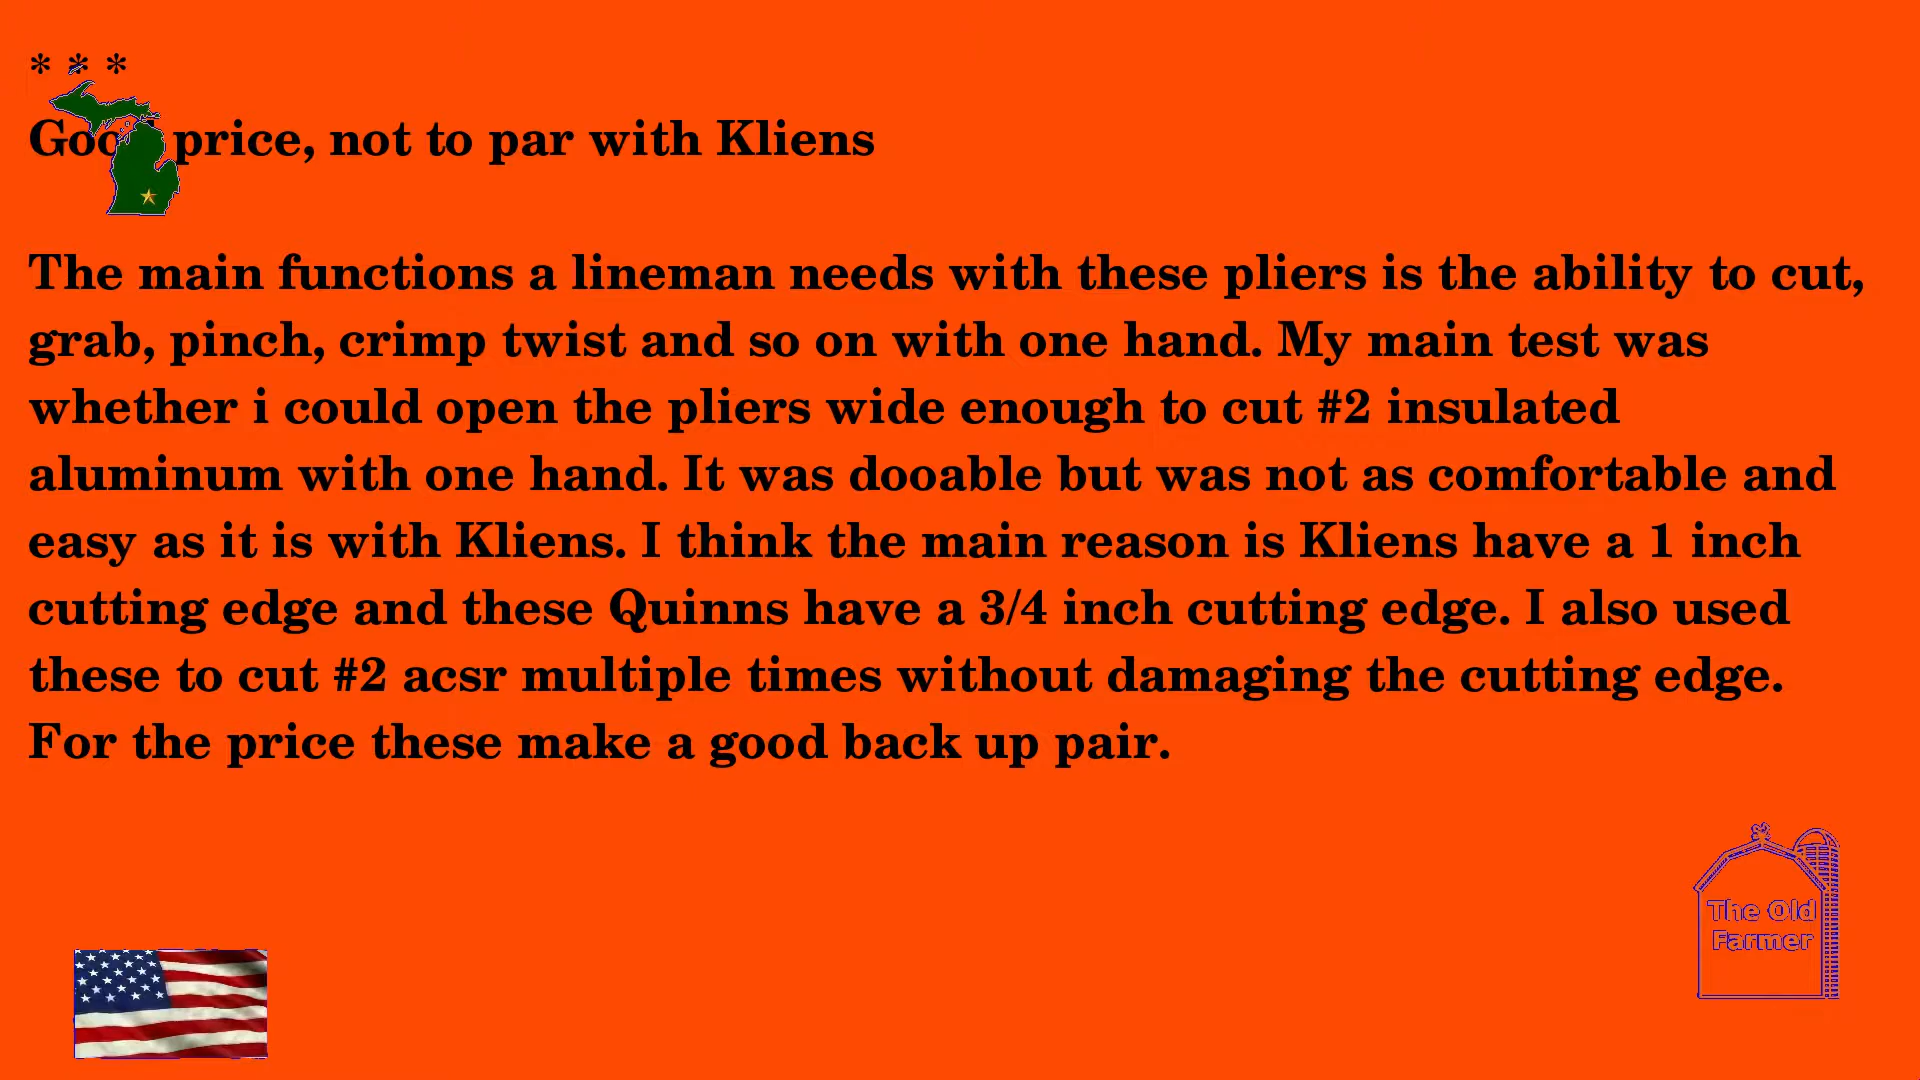 * * *
Good price, not to par with Kliens
The main functions a lineman needs with these pliers is the ability to cut,
grab, pinch, crimp twist and so on with one hand. My main test was
whether i could open the pliers wide enough to cut #2 insulated
aluminum with one hand. It was dooable but was not as comfortable and
easy as it is with Kliens. I think the main reason is Kliens have a 1 inch
cutting edge and these Quinns have a 3/4 inch cutting edge. I also used
these to cut #2 acsr multiple times without damaging the cutting edge.
For the price these make a good back up pair.
The Old
Farmer